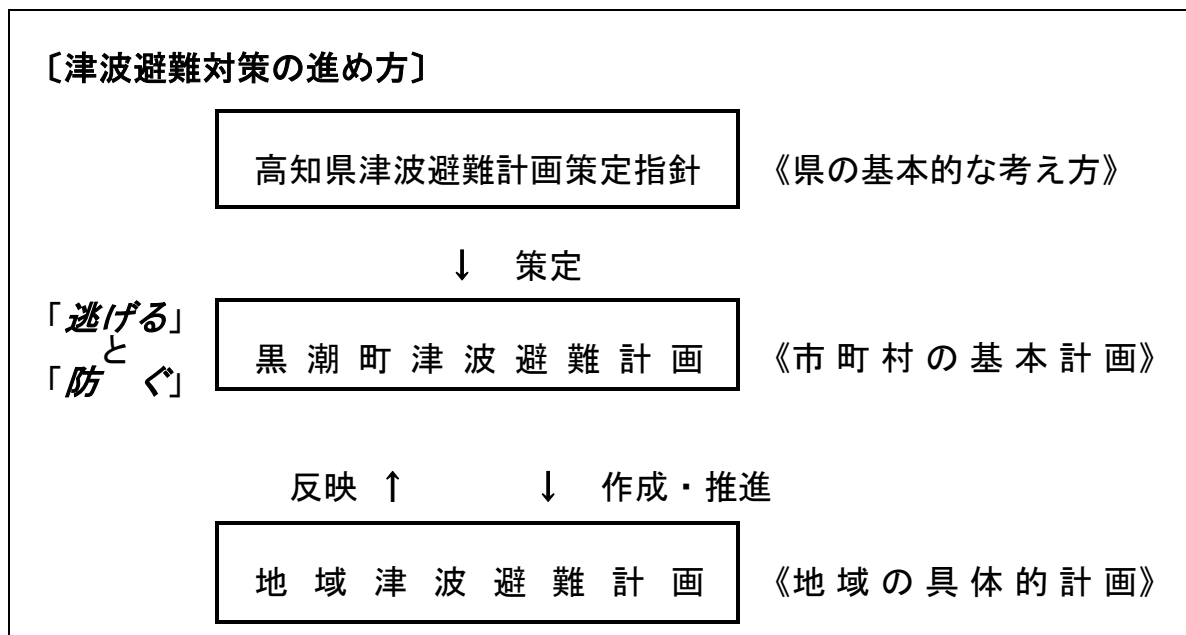 〔津波避難対策の進め方〕
高知県津波避難計画策定指針 《県の基本的な考え方》
↓ 策定
「逃げる」
と
「防ぐ」
黒潮町津波避難計画 《市町村の基本計画》
反映 ↑ ↓ 作成・推進
地域津波避難計画 《地域の具体的計画》